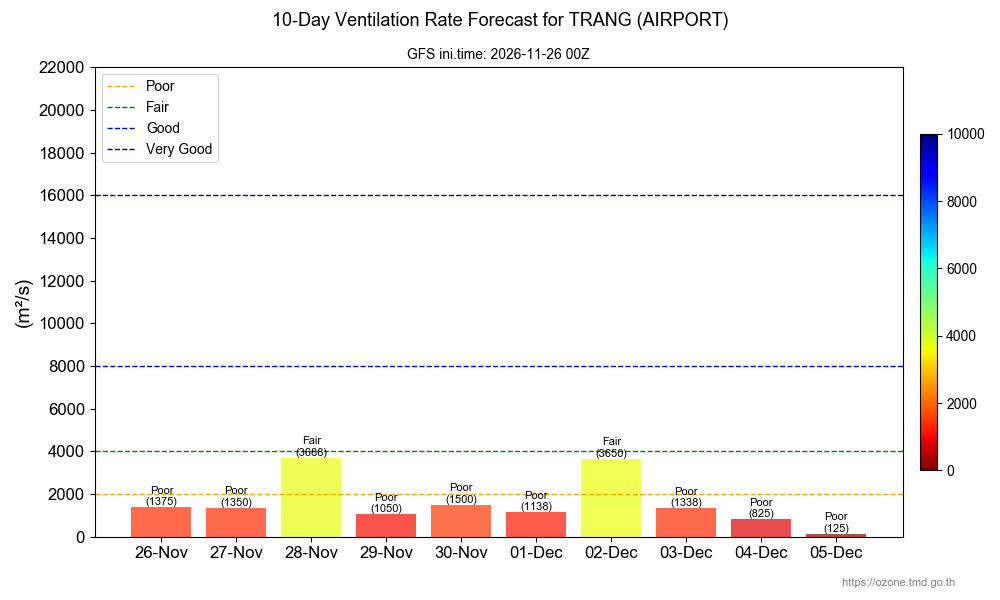 10-Day Ventilation Rate Forecast for TRANG (AIRPORT)
GFS ini.time: 2026-11-26 00Z
22000
20000
18000
16000
14000
12000
10000
8000
6000
4000
2000
0
(m²/s)
Poor
Fair
Good
Very Good
Poor
(1375)
Poor
(1350)
Fair
(3688)
Poor
(1050)
Poor
(1500)
Poor
(1138)
Fair
(3650)
Poor
(1338)
Poor
(825)
Poor
(125)
26-Nov 27-Nov 28-Nov 29-Nov 30-Nov 01-Dec 02-Dec 03-Dec 04-Dec 05-Dec
10000
8000
6000
4000
2000
0
https://ozone.tmd.go.th